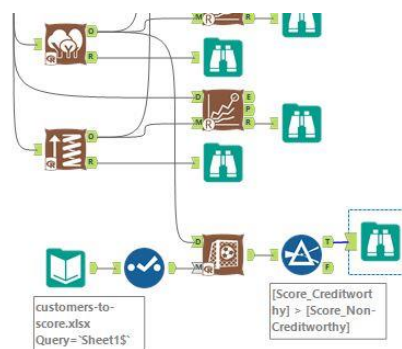 M R
O
R
D E
P
M R R
O
R
D
M
T
F
customers-to-
score.xlsx
Query=`Sheet1$`
[Score_Creditwort
hy] > [Score_Non-
Creditworthy]